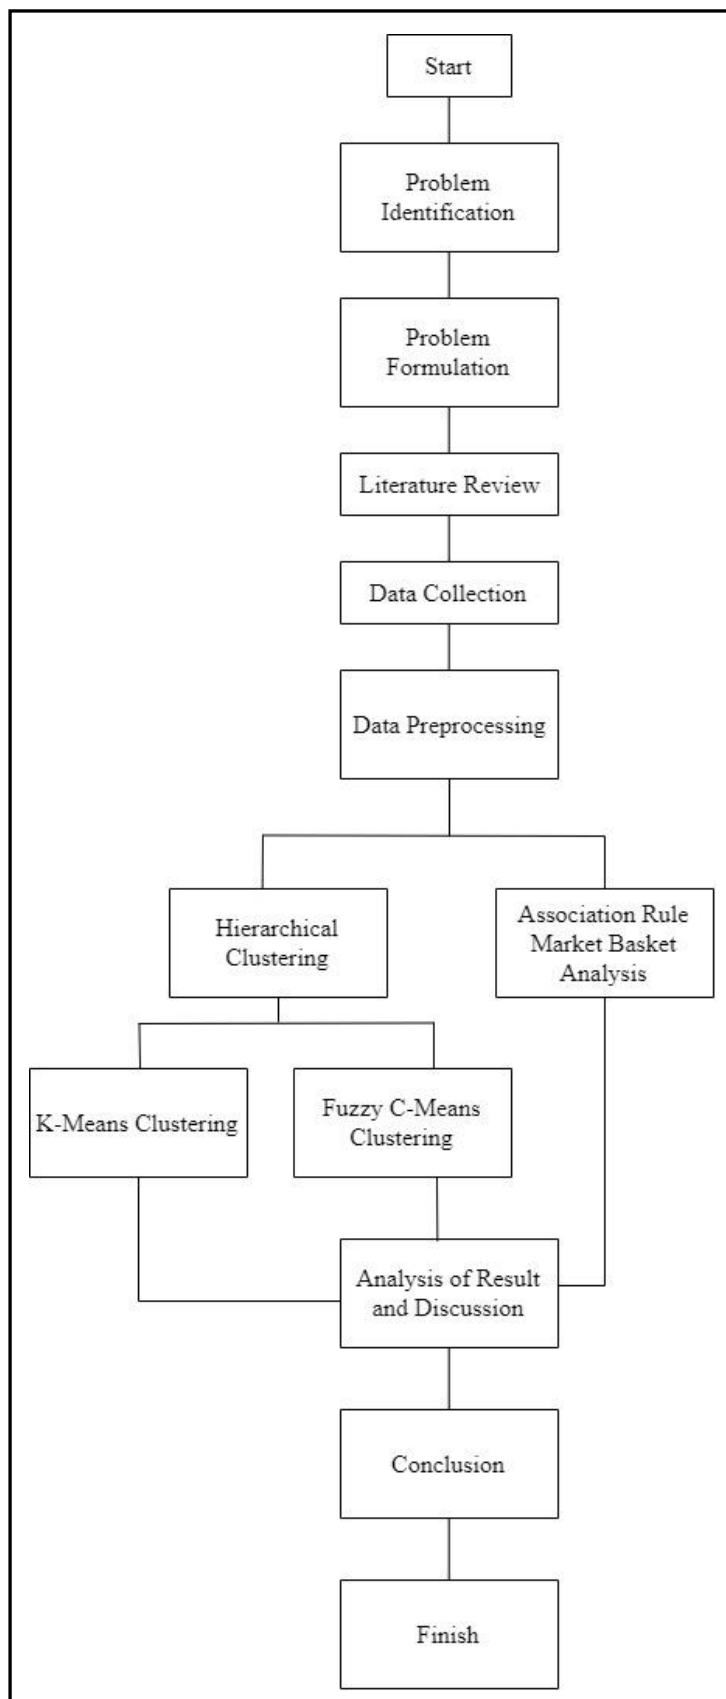 Start
Problem
Identification
Problem
Formulation
Literature Review
Data Collection
Data Preprocessing
Hierarchical
Clustering
Association Rule
Market Basket
Analysis
K-Means Clustering
Fuzzy C-Means
Clustering
Analysis of Result
and Discussion
Conclusion
Finish